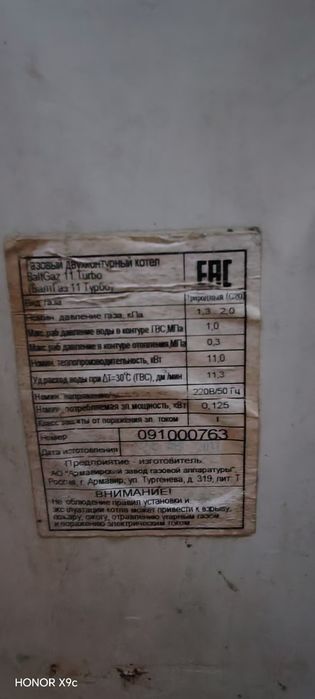 Газовый двухконтурный котел
BaltGaz 11 Turbo
(БалтГаз 11 Турбо)
EAC
Вид газа Природный (G20)
Номин. давление газа, кПа 1,3 - 2,0
Макс. раб. давление воды в контуре ГВС, МПа 1,0
Макс. раб. давление воды в контуре отопления, МПа 0,3
Номин. теплопроизводительность, кВт 11,0
Уд. расход воды при ΔТ=30°С (ГВС), дм³/мин 11,3
Номин. напряжение 220В/50 Гц
Номин. потребляемая эл. мощность, кВт 0,125
Класс защиты от поражения эл. током I
Номер 091000763
Дата изготовления
Предприятие - изготовитель
АО "Армавирский завод газовой аппаратуры",
Россия, г. Армавир, ул. Тургенева, д. 319, лит. Т
ВНИМАНИЕ!
Не соблюдение правил установки и
эксплуатации котла может привести к взрыву,
пожару, ожогу, отравлению угарным газом
и поражению электрическим током.
HONOR X9c